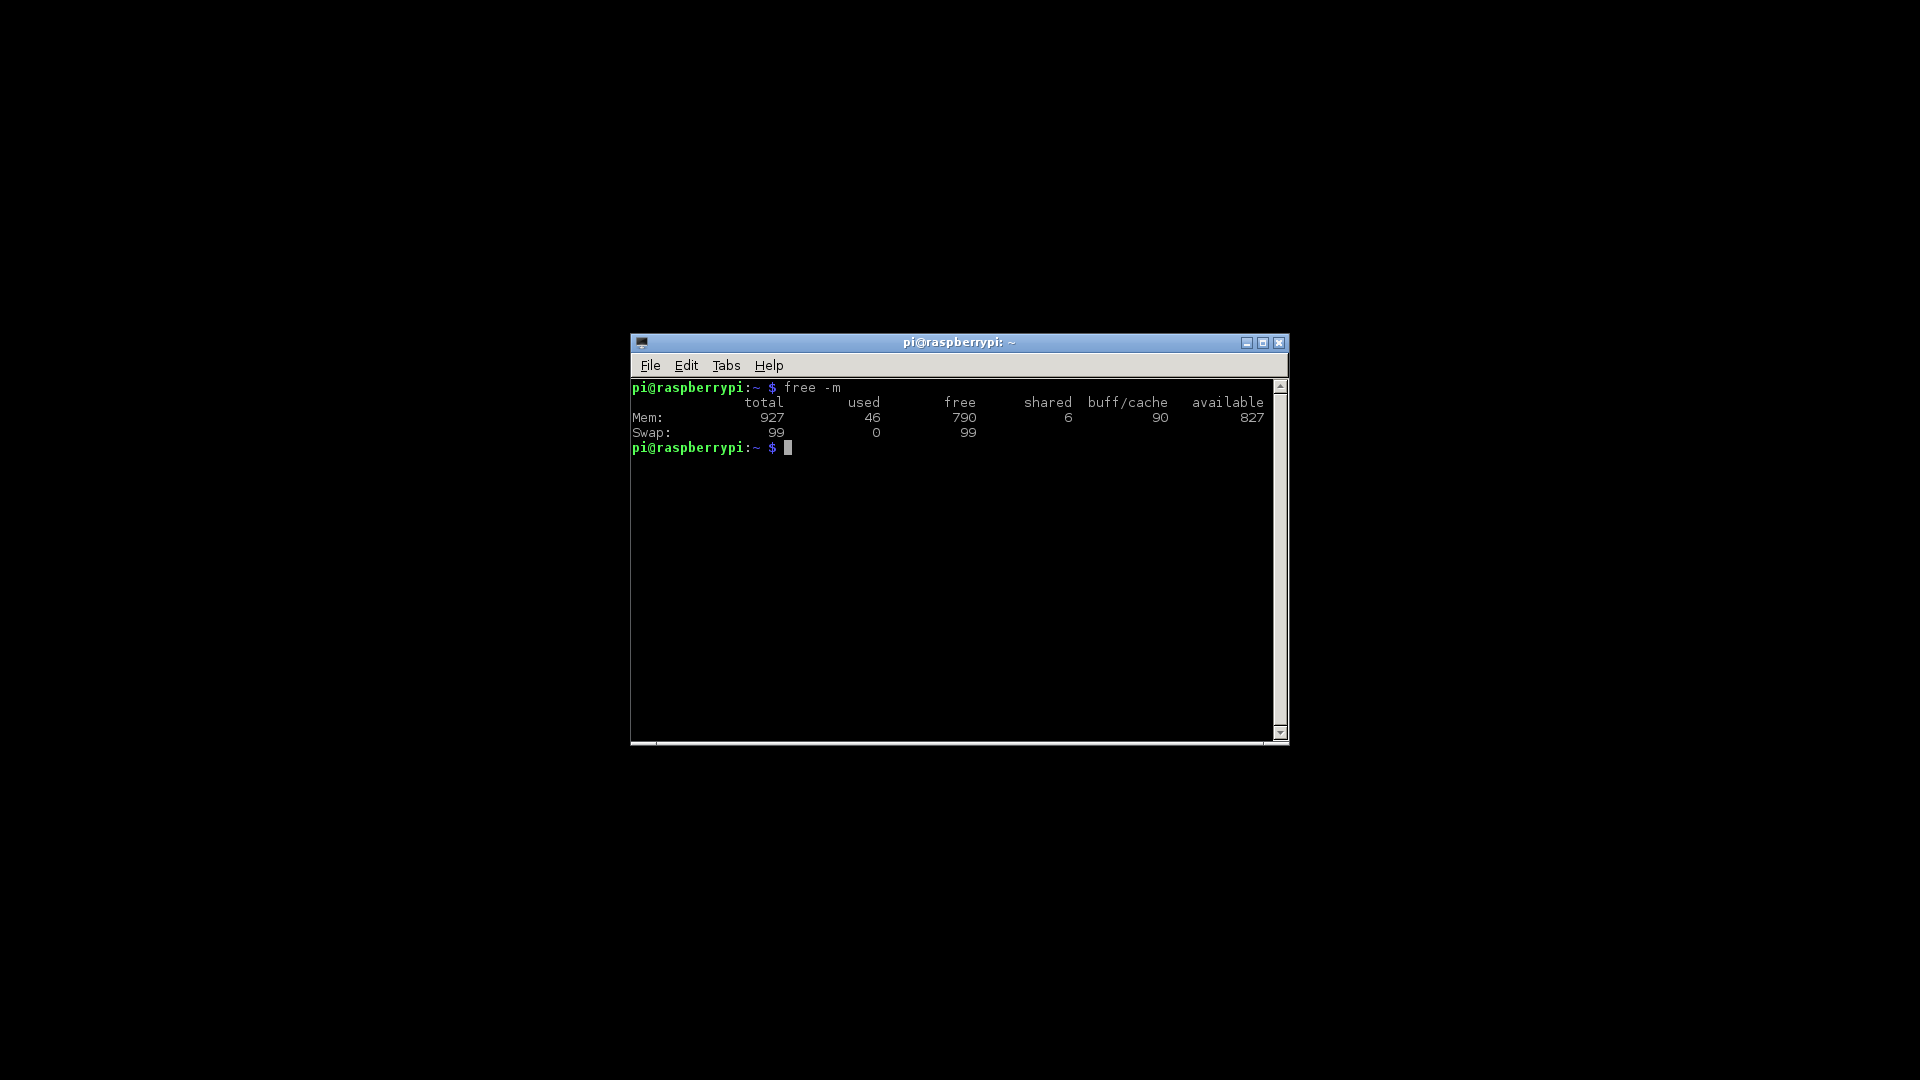 pi@raspberrypi: ~
File Edit Tabs Help
pi@raspberrypi:~ $ free -m
total used free shared buff/cache available
Mem: 927 46 790 6 90 827
Swap: 99 0 99
pi@raspberrypi:~ $